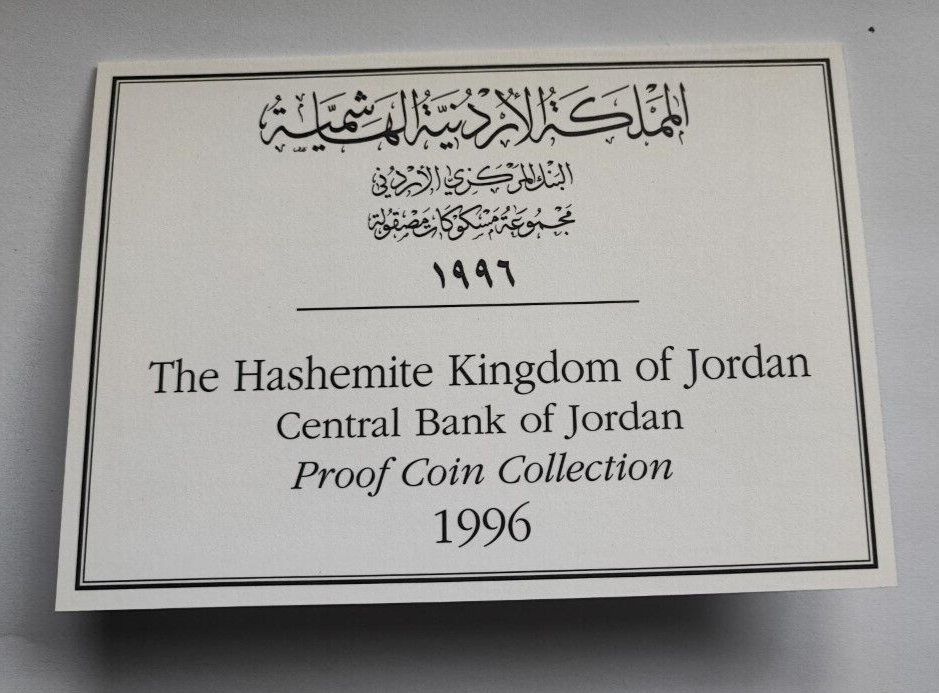 المملكة الأردنية الهاشمية
البنك المركزي الأردني
مجموعة مسكوكات مصقولة
١٩٩٦
The Hashemite Kingdom of Jordan
Central Bank of Jordan
Proof Coin Collection
1996